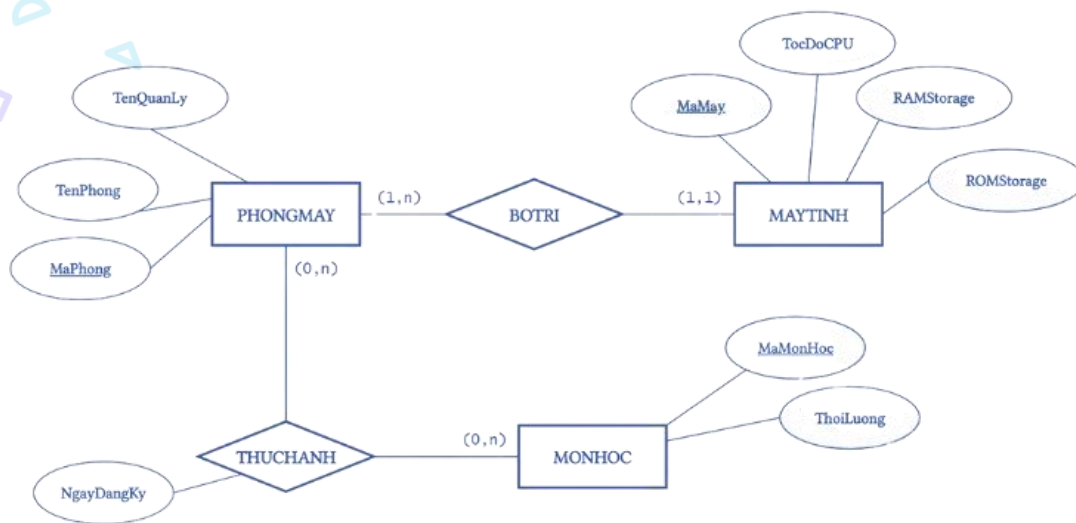 TocDoCPU
TenQuanLy
MaMay
RAMStorage
TenPhong
ROMStorage
PHONGMAY
(1,n)
BOTRI
(1,1)
MAYTINH
MaPhong
(0,n)
MaMonHoc
ThoiLuong
(0,n)
THUCHANH
MONHOC
NgayDangKy